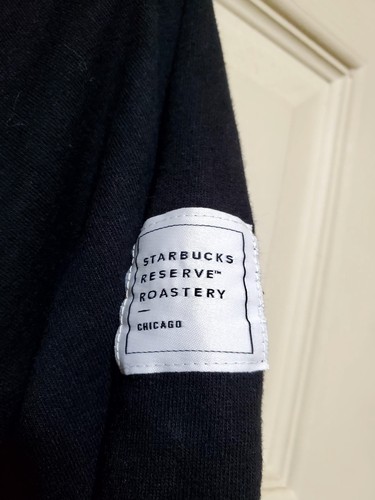 STARBUCKS
RESERVE™
ROASTERY
—
CHICAGO